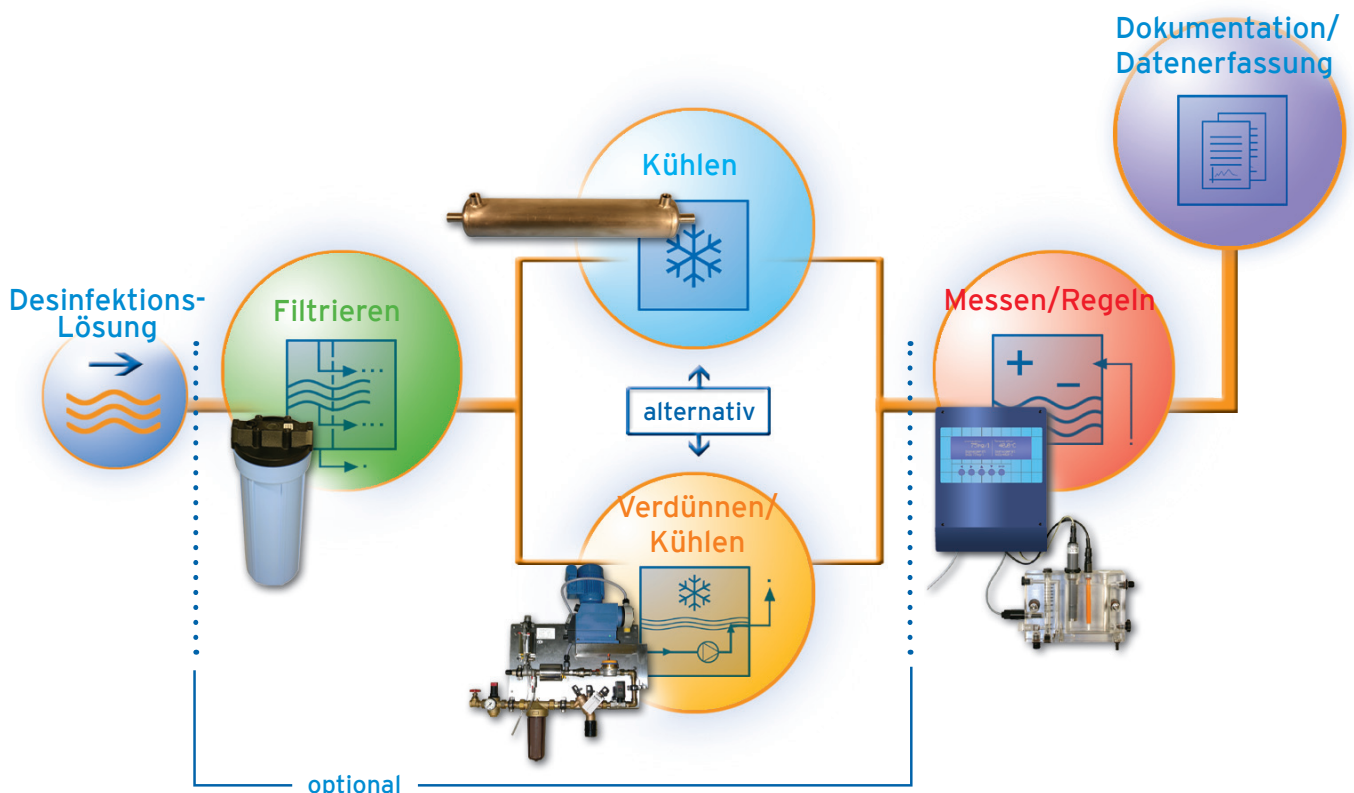 Dokumentation/
Datenerfassung
Kühlen
Desinfektions-
Lösung
Filtrieren
Messen/Regeln
alternativ
Verdünnen/
Kühlen
optional